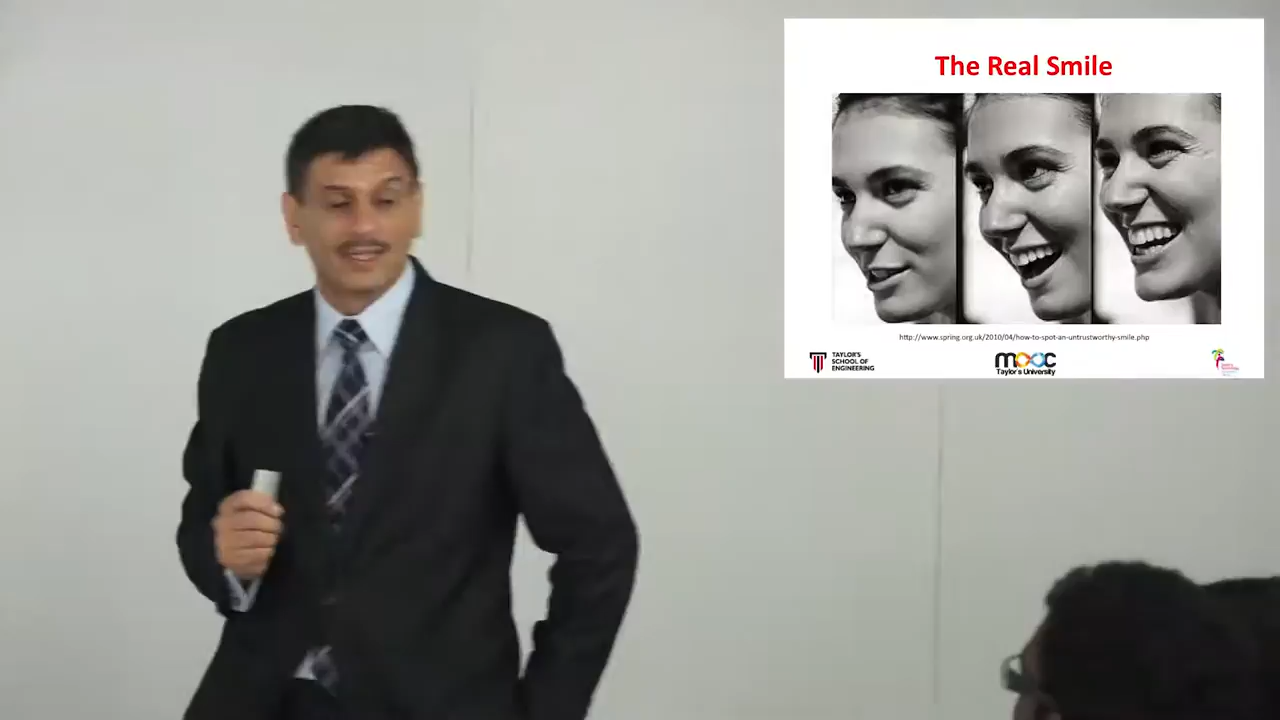 The Real Smile
http://www.spring.org.uk/2010/04/how-to-spot-an-untrustworthy-smile.php
TAYLOR'S
SCHOOL OF
ENGINEERING
mooc
Taylor's University